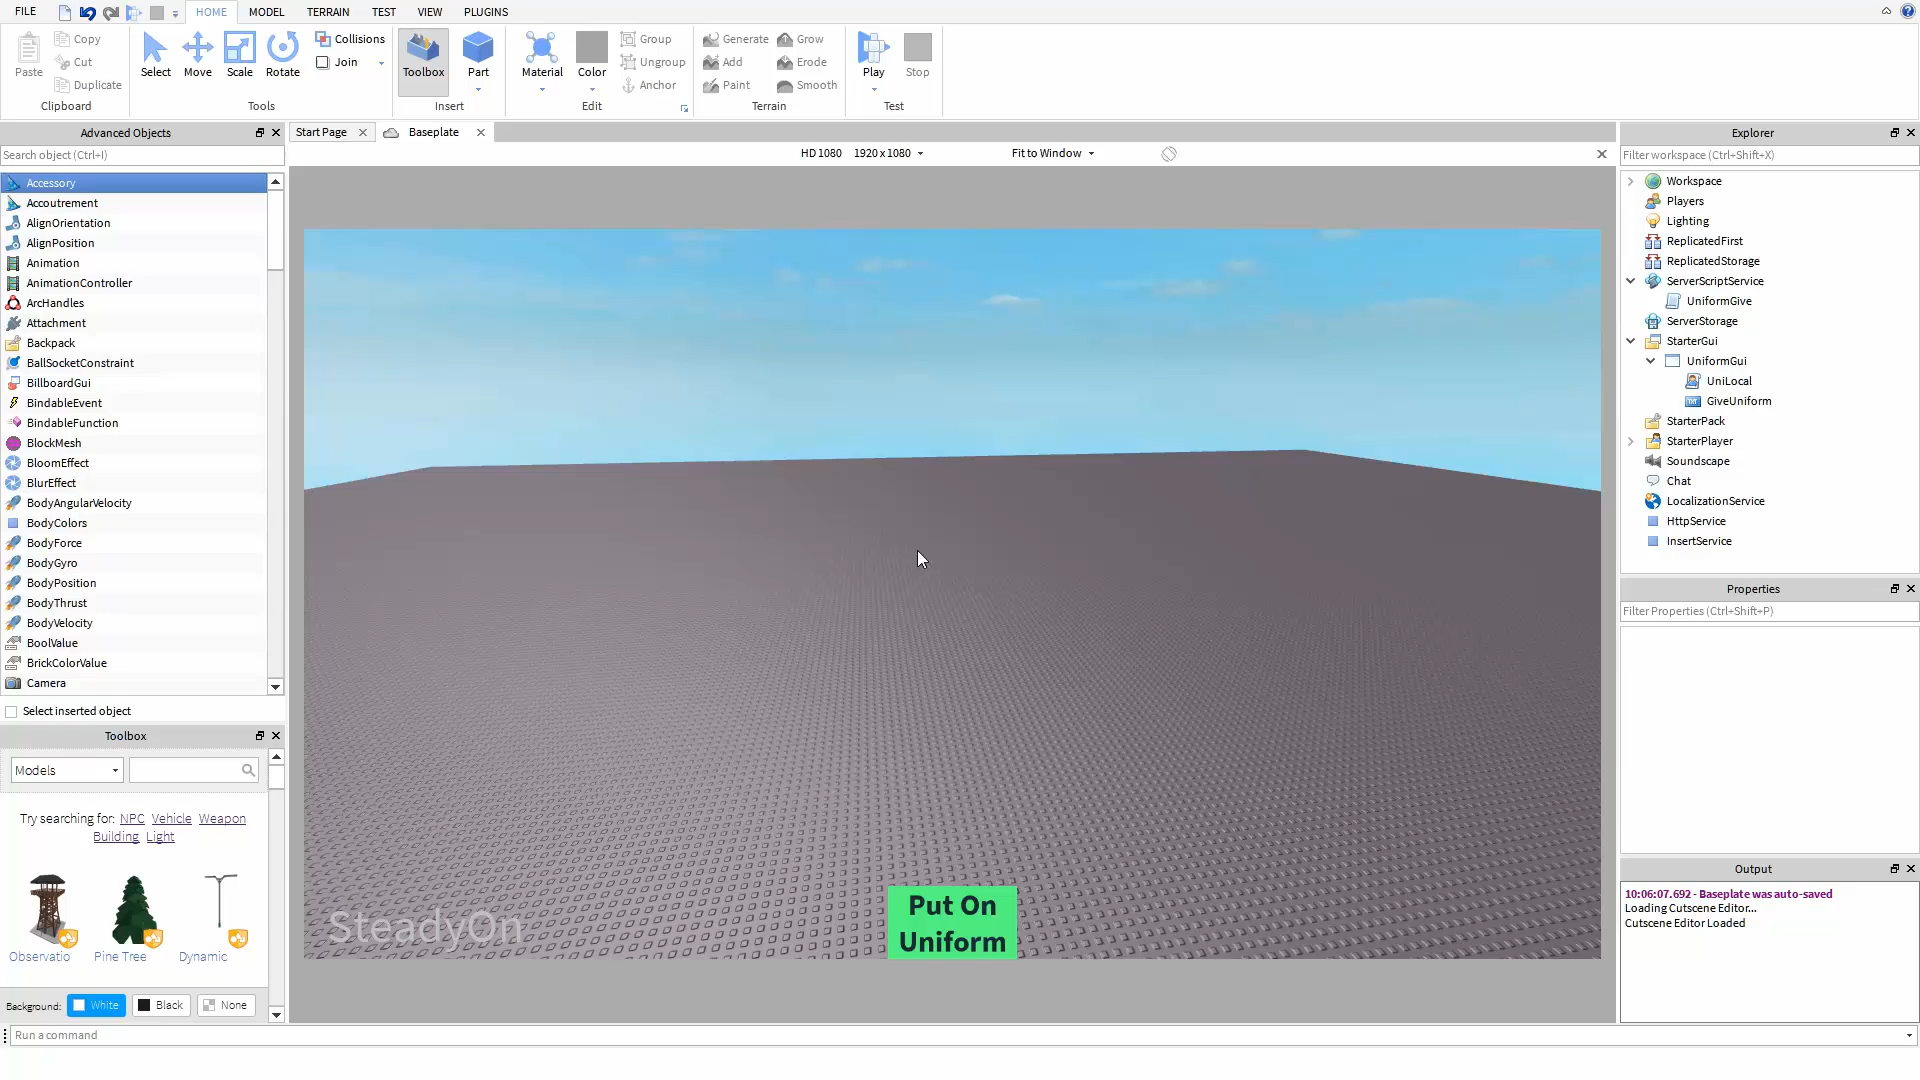 FILE
HOME
MODEL
TERRAIN
TEST
VIEW
PLUGINS
Paste
Copy
Cut
Duplicate
Clipboard
Select
Move
Scale
Rotate
Collisions
Join
Tools
Toolbox
Part
Insert
Material
Color
Group
Ungroup
Anchor
Edit
Generate
Grow
Add
Erode
Paint
Smooth
Terrain
Play
Stop
Test
Advanced Objects
Search object (Ctrl+I)
Accessory
Accoutrement
AlignOrientation
AlignPosition
Animation
AnimationController
ArcHandles
Attachment
Backpack
BallSocketConstraint
BillboardGui
BindableEvent
BindableFunction
BlockMesh
BloomEffect
BlurEffect
BodyAngularVelocity
BodyColors
BodyForce
BodyGyro
BodyPosition
BodyThrust
BodyVelocity
BoolValue
BrickColorValue
Camera
Select inserted object
Toolbox
Models
Try searching for: NPC Vehicle Weapon
Building Light
Observatio
Pine Tree
Dynamic
Background: White Black None
Run a command
Start Page
Baseplate
HD 1080 1920 x 1080
Fit to Window
SteadyOn
Put On
Uniform
Explorer
Filter workspace (Ctrl+Shift+X)
Workspace
Players
Lighting
ReplicatedFirst
ReplicatedStorage
ServerScriptService
UniformGive
ServerStorage
StarterGui
UniformGui
UniLocal
GiveUniform
StarterPack
StarterPlayer
Soundscape
Chat
LocalizationService
HttpService
InsertService
Properties
Filter Properties (Ctrl+Shift+P)
Output
10:06:07.692 - Baseplate was auto-saved
Loading Cutscene Editor...
Cutscene Editor Loaded